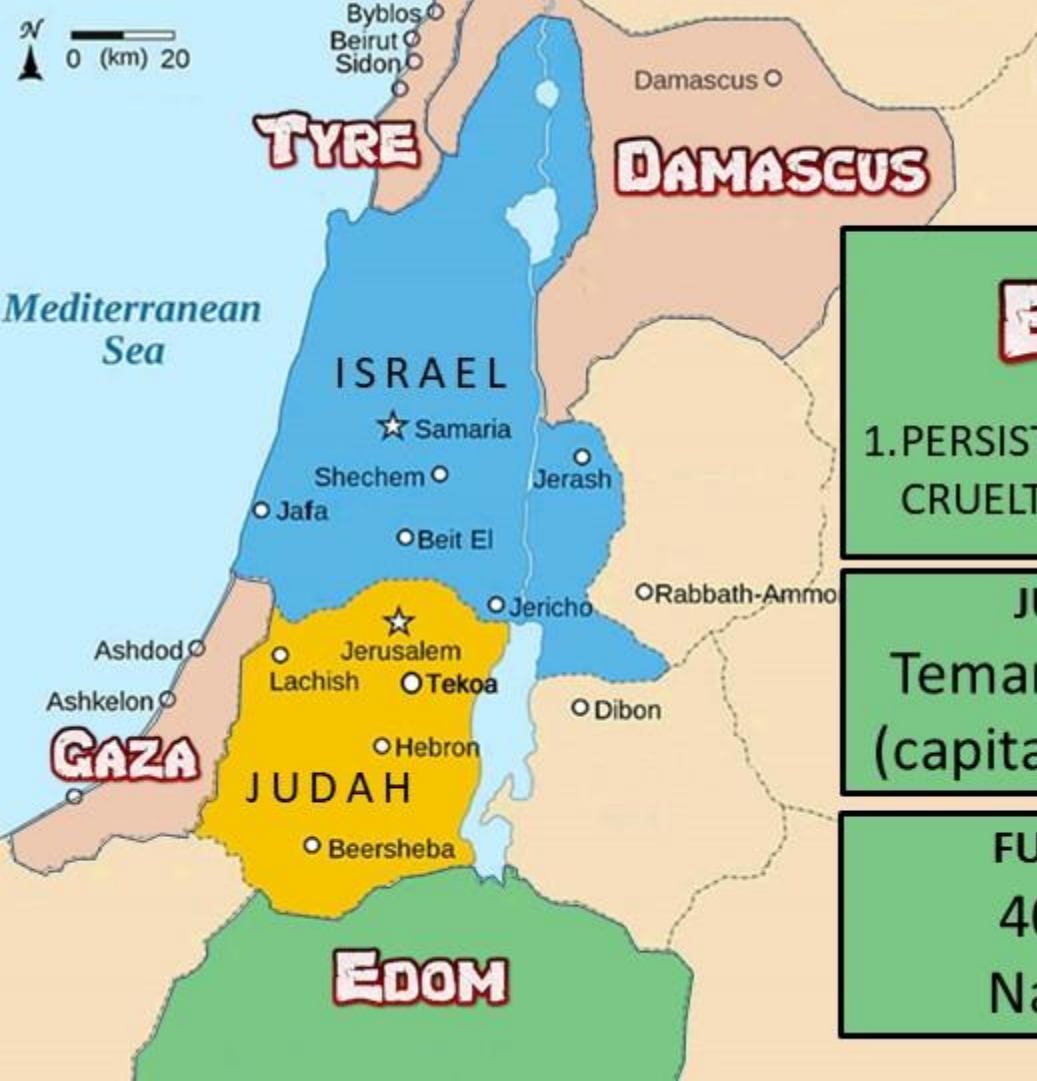 N
0 (km) 20
Byblos
Beirut
Sidon
TYRE
Damascus
DAMASCUS
Mediterranean
Sea
ISRAEL
Samaria
Shechem
Jerash
Jafa
Beit El
Jericho
Rabbath-Ammo
Ashdod
Jerusalem
Lachish
Tekoa
Ashkelon
Dibon
GAZA
Hebron
JUDAH
Beersheba
EDOM
E
1.PERSIST
CRUELT
JU
Teman
(capita
FU
40
Na